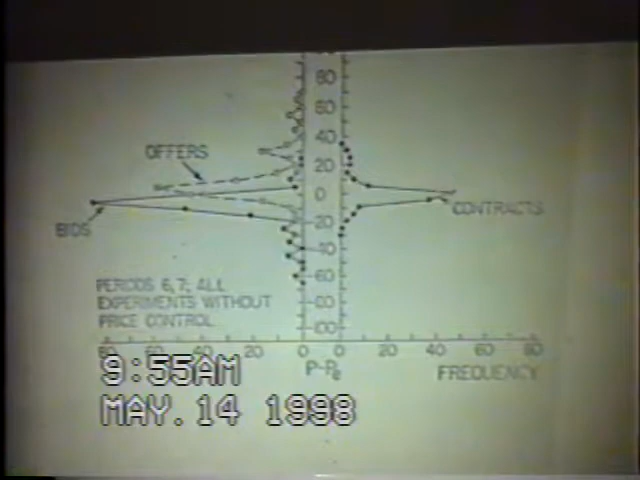 80
60
40
OFFERS
20
0
BIDS
CONTRACTS
20
40
60
PERIODS 6,7; ALL
EXPERIMENTS WITHOUT
PRICE CONTROL
80
20 0 0 20 40 60 80
P-Pe
FREQUENCY
9:55AM
MAY.14 1998